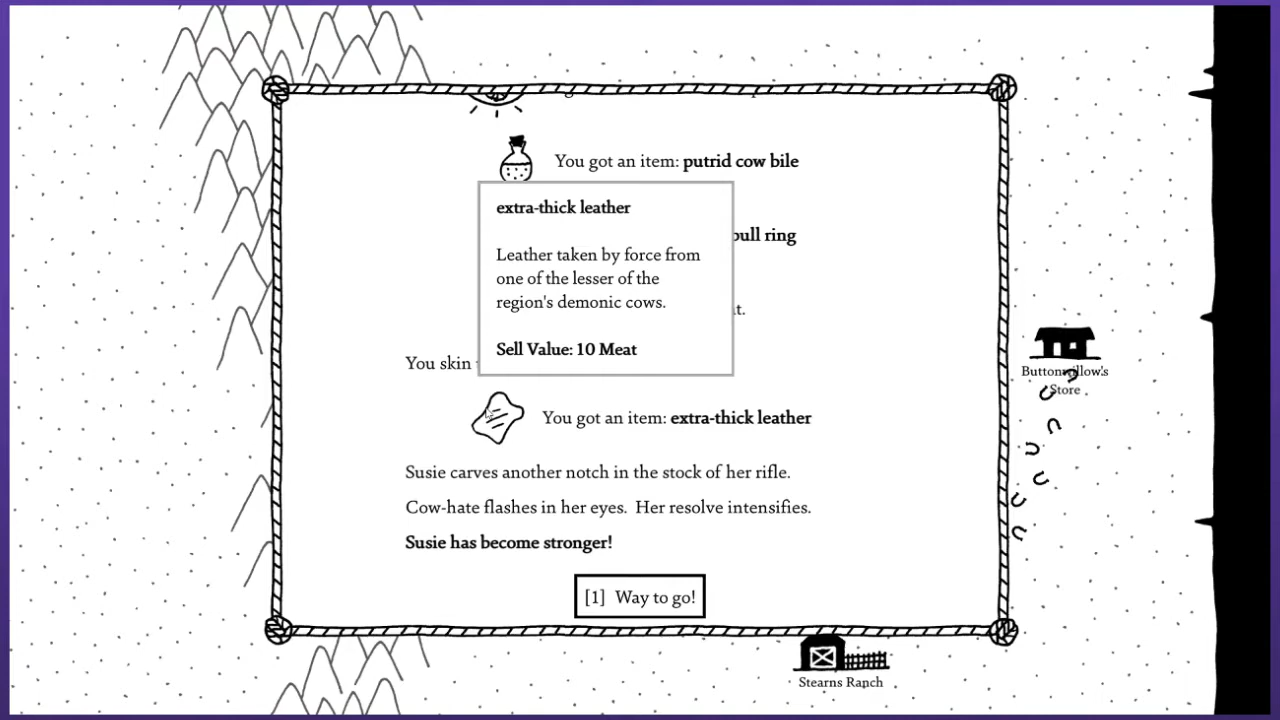 You got an item: putrid cow bile
extra-thick leather
Leather taken by force from
one of the lesser of the
region's demonic cows.
Sell Value: 10 Meat
bull ring
You skin
You got an item: extra-thick leather
Susie carves another notch in the stock of her rifle.
Cow-hate flashes in her eyes. Her resolve intensifies.
Susie has become stronger!
[1] Way to go!
Buttonwillow's
Store
Stearns Ranch